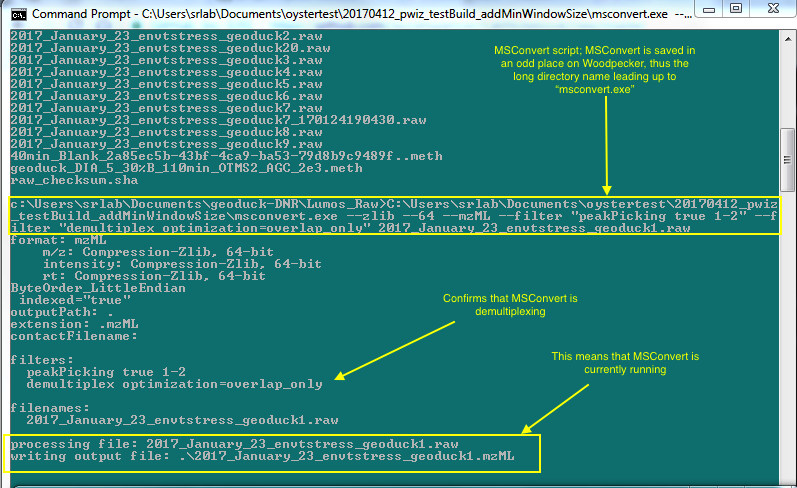 Command Prompt - C:\Users\srlab\Documents\oystertest\20170412_pwiz_testBuild_addMinWindowSize\msconvert.exe --...
2017_January_23_envtstress_geoduck2.raw
2017_January_23_envtstress_geoduck20.raw
2017_January_23_envtstress_geoduck3.raw
2017_January_23_envtstress_geoduck4.raw
2017_January_23_envtstress_geoduck5.raw
2017_January_23_envtstress_geoduck6.raw
2017_January_23_envtstress_geoduck7.raw
2017_January_23_envtstress_geoduck7_170124190430.raw
2017_January_23_envtstress_geoduck8.raw
2017_January_23_envtstress_geoduck9.raw
40min_Blank_2a85ec5b-43bf-4ca9-ba53-79d8b9c9489f..meth
geoduck_DIA_5_30%B_110min_OTMS2_AGC_2e3.meth
raw_checksum.sha
MSConvert script; MSConvert is saved in
an odd place on Woodpecker, thus the
long directory name leading up to
“msconvert.exe”
c:\Users\srlab\Documents\geoduck-DNR\Lumos_Raw>C:\Users\srlab\Documents\oystertest\20170412_pwiz
_testBuild_addMinWindowSize\msconvert.exe --zlib --64 --mzML --filter "peakPicking true 1-2" --f
ilter "demultiplex optimization=overlap_only" 2017_January_23_envtstress_geoduck1.raw
format: mzML
m/z: Compression-Zlib, 64-bit
intensity: Compression-Zlib, 64-bit
rt: Compression-Zlib, 64-bit
ByteOrder_LittleEndian
indexed="true"
outputPath: .
extension: .mzML
contactFilename:
Confirms that MSConvert is
demultiplexing
filters:
peakPicking true 1-2
demultiplex optimization=overlap_only
This means that MSConvert is
currently running
filenames:
2017_January_23_envtstress_geoduck1.raw
processing file: 2017_January_23_envtstress_geoduck1.raw
writing output file: .\2017_January_23_envtstress_geoduck1.mzML